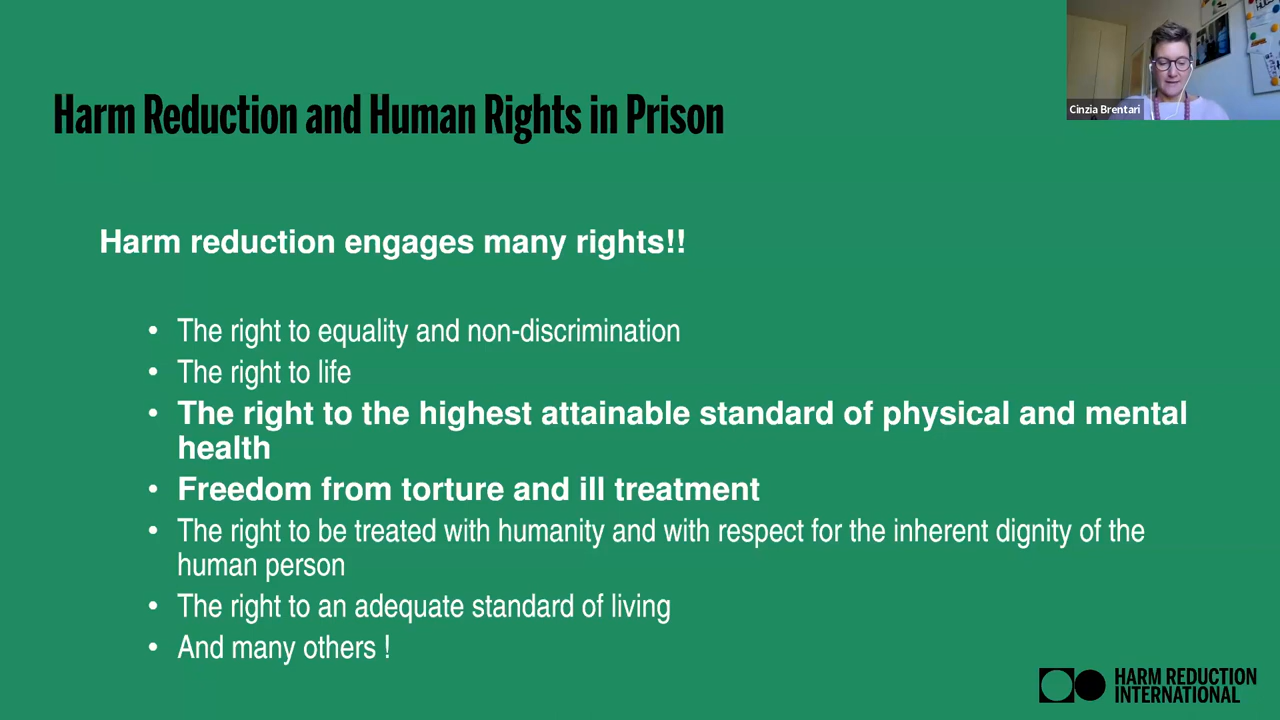 Cinzia Brentari
Harm Reduction and Human Rights in Prison
Harm reduction engages many rights!!
• The right to equality and non-discrimination
• The right to life
• The right to the highest attainable standard of physical and mental
health
• Freedom from torture and ill treatment
• The right to be treated with humanity and with respect for the inherent dignity of the
human person
• The right to an adequate standard of living
• And many others !
HARM REDUCTION
INTERNATIONAL